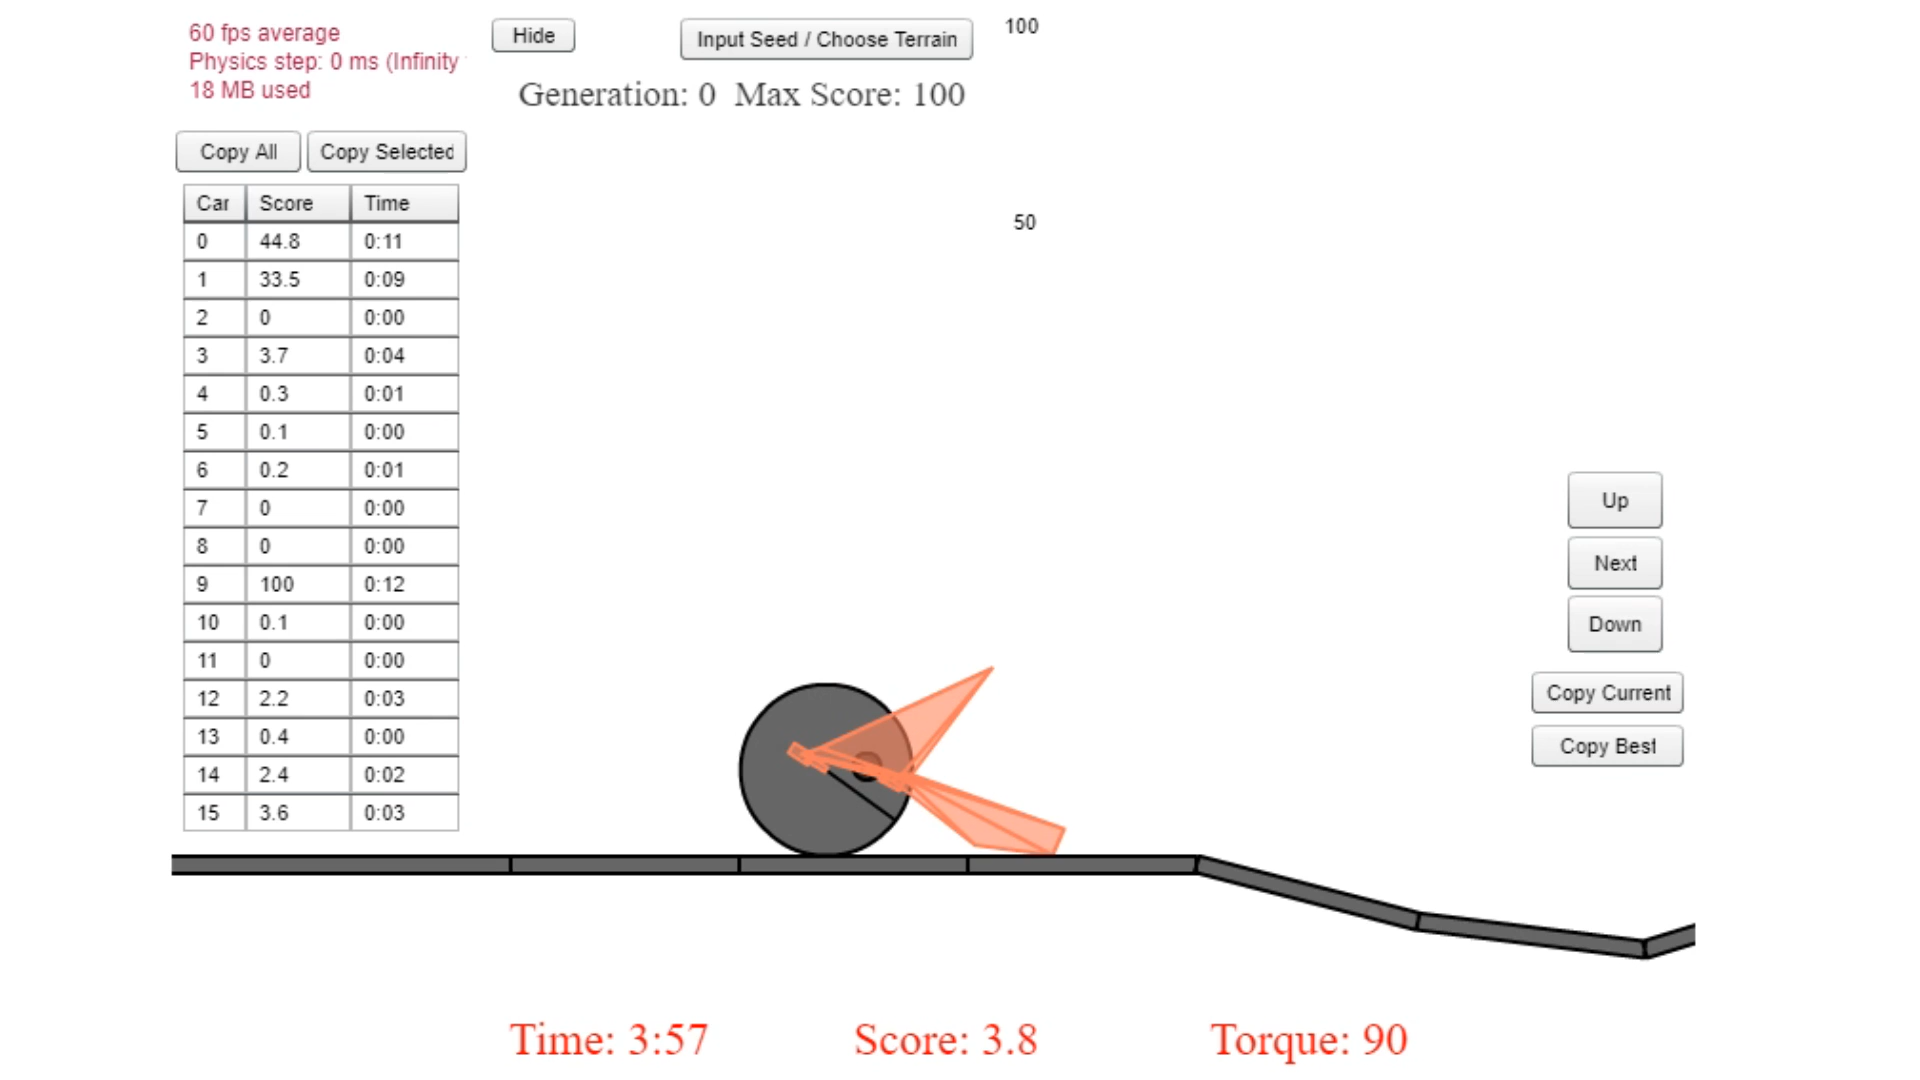 60 fps average
Physics step: 0 ms (Infinity
18 MB used
Hide
Input Seed / Choose Terrain
100
Generation: 0 Max Score: 100
Copy All
Copy Selected
50
Car Score Time
0 44.8 0:11
1 33.5 0:09
2 0 0:00
3 3.7 0:04
4 0.3 0:01
5 0.1 0:00
6 0.2 0:01
7 0 0:00
8 0 0:00
9 100 0:12
10 0.1 0:00
11 0 0:00
12 2.2 0:03
13 0.4 0:00
14 2.4 0:02
15 3.6 0:03
Up
Next
Down
Copy Current
Copy Best
Time: 3:57 Score: 3.8 Torque: 90